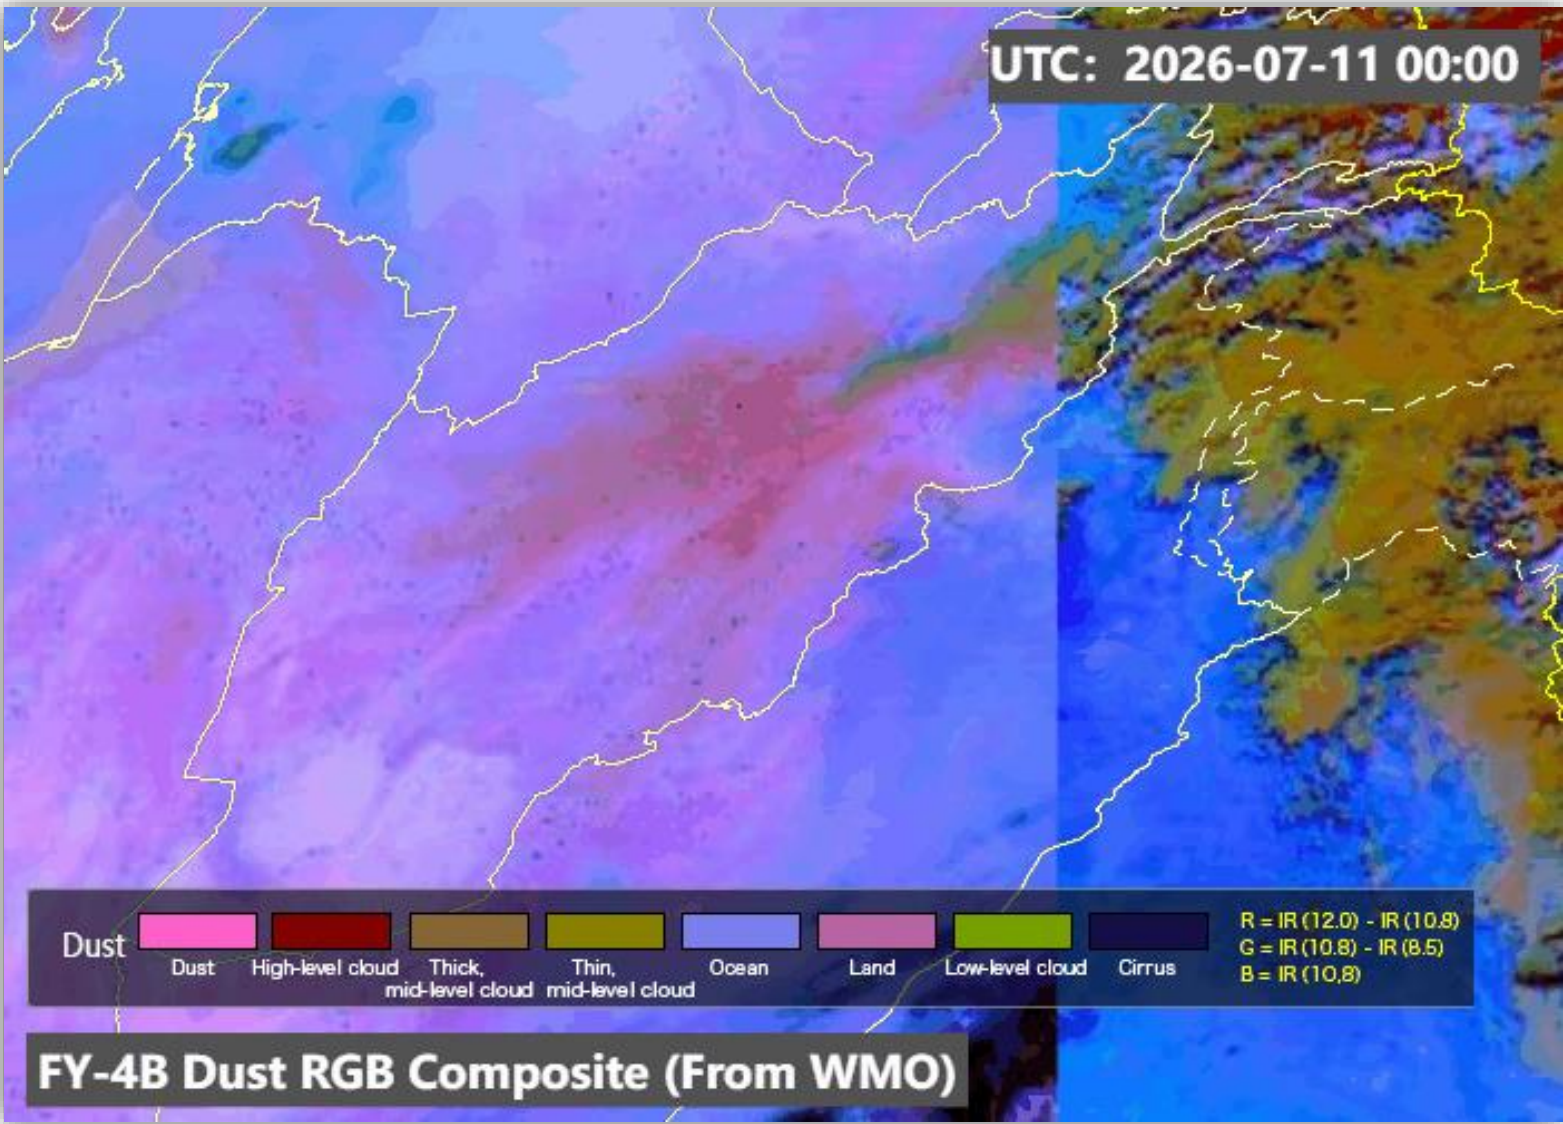 UTC: 2026-07-11 00:00
Dust
Dust
High-level cloud
Thick,
mid-level cloud
Thin,
mid-level cloud
Ocean
Land
Low-level cloud
Cirrus
R = IR (12.0) - IR (10.8)
G = IR (10.8) - IR (8.5)
B = IR (10,8)
FY-4B Dust RGB Composite (From WMO)